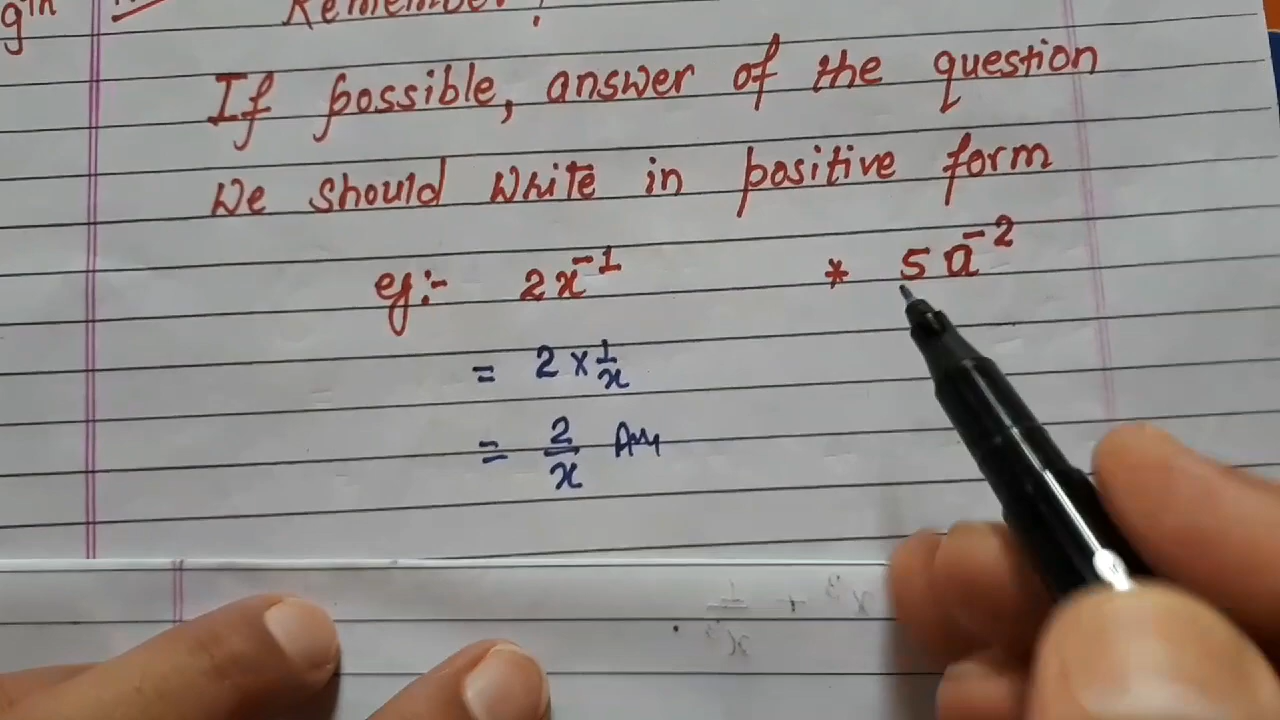 Remember!
If possible, answer of the question
We should write in positive form
eg:- 2x⁻¹ * 5a⁻²
= 2 × 1/x
= 2/x Ans